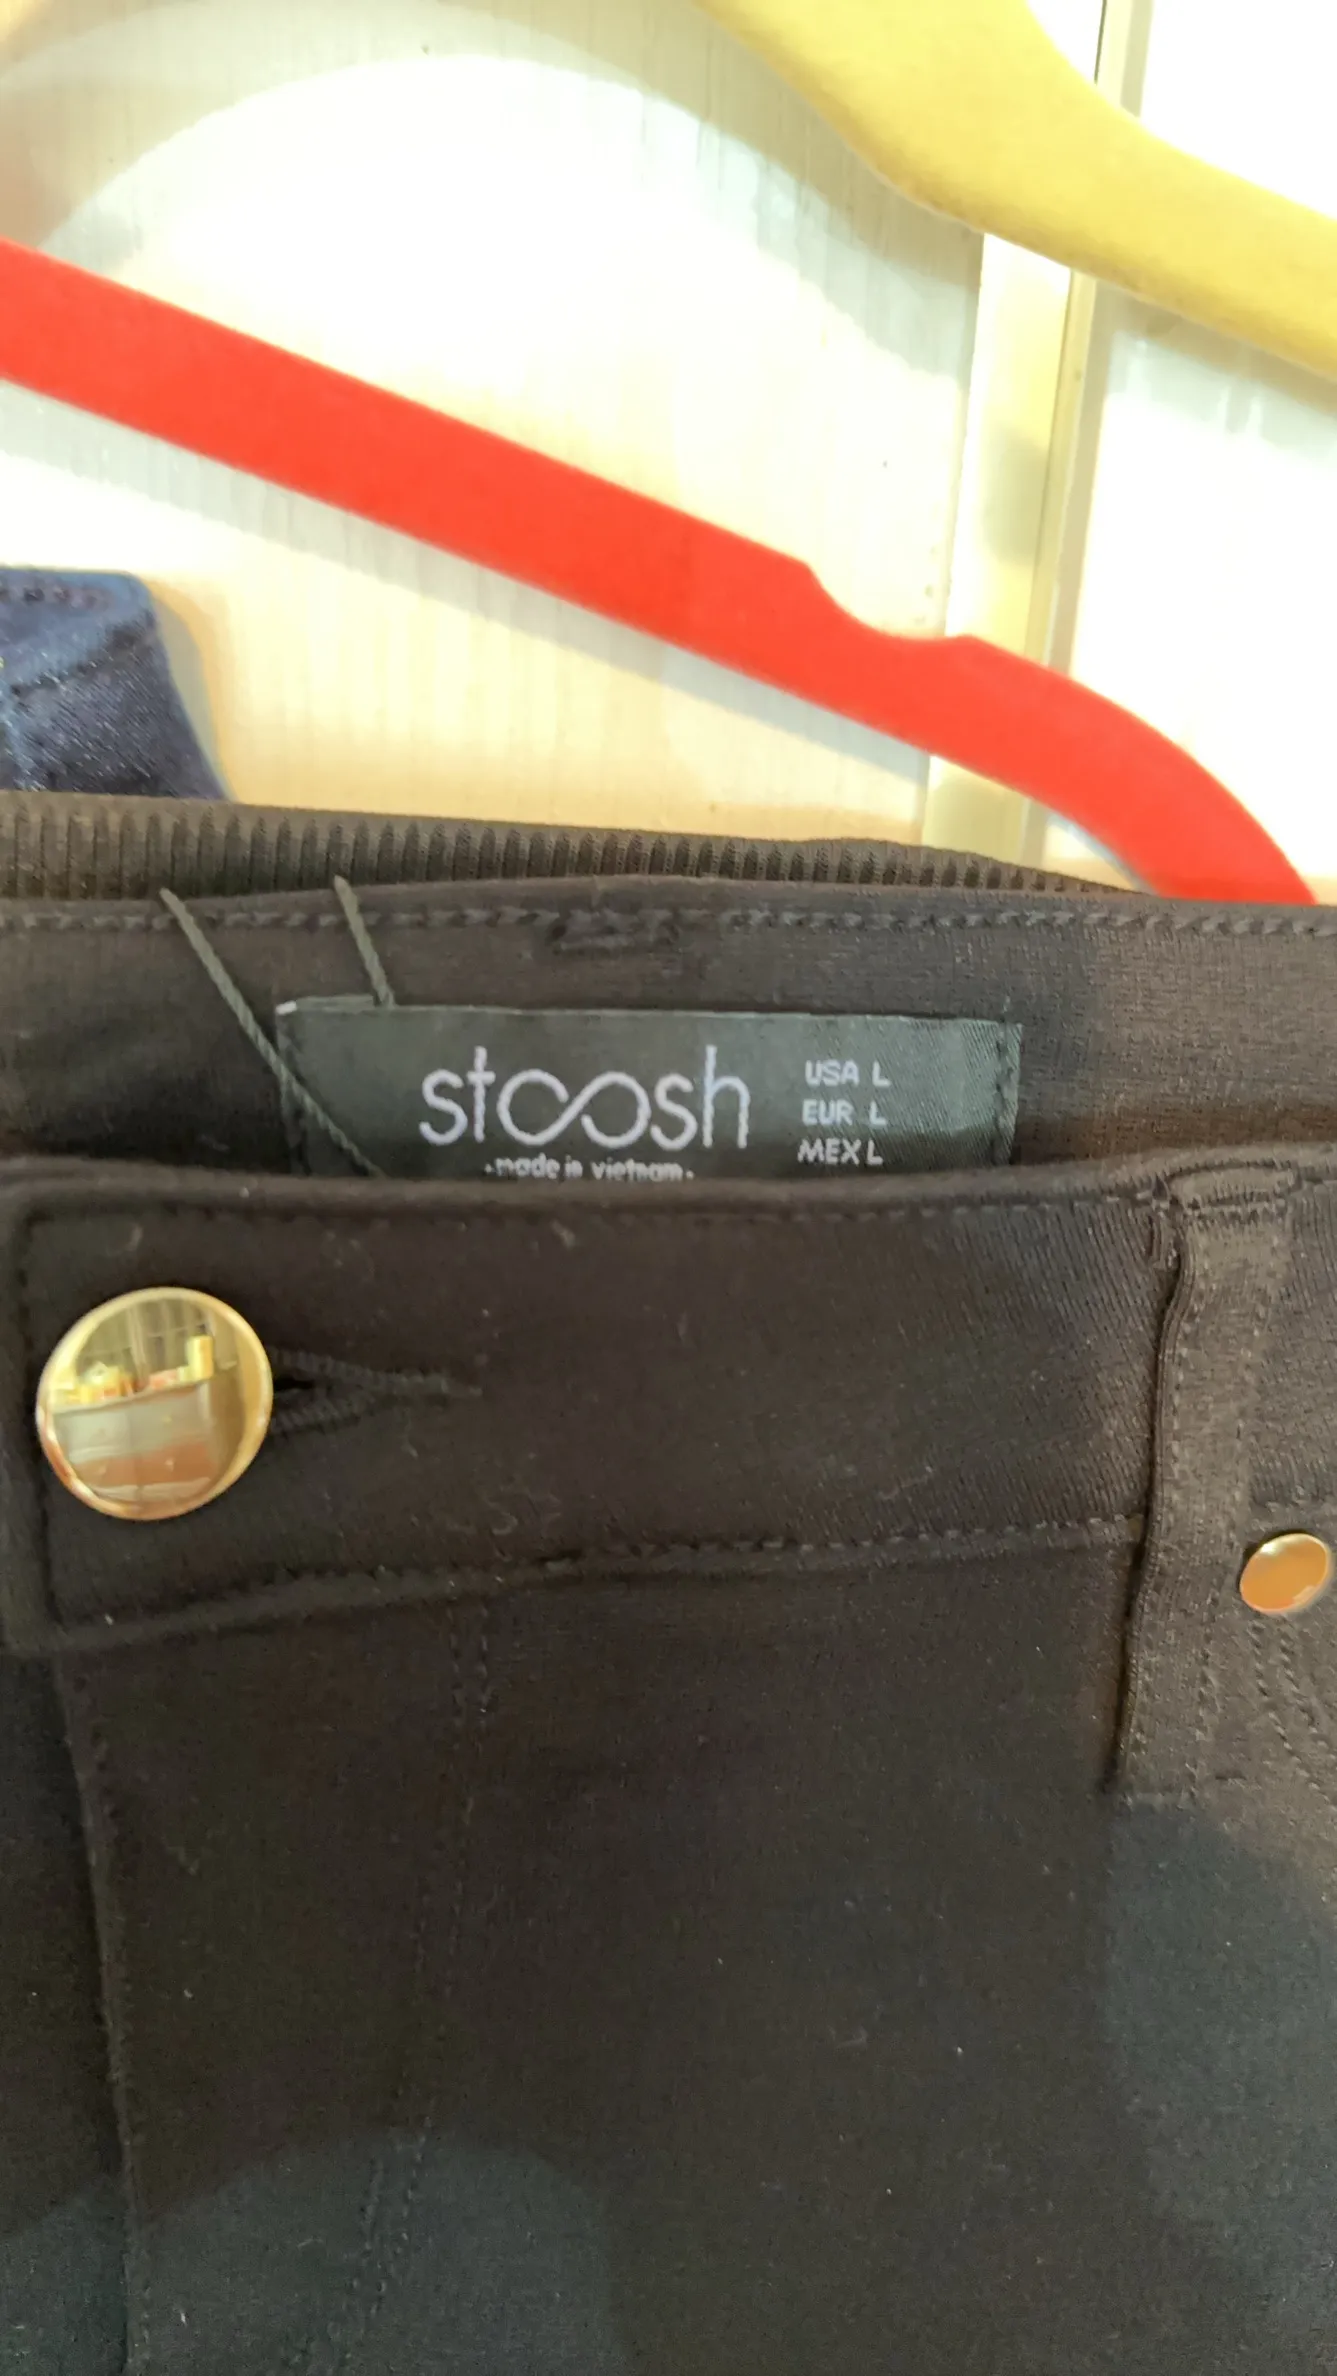 stoosh
•made in vietnam•
USA L
EUR L
MEX L